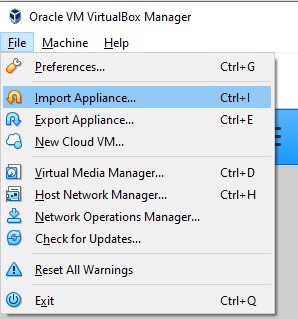 Oracle VM VirtualBox Manager
File Machine Help
Preferences... Ctrl+G
Import Appliance... Ctrl+I
Export Appliance... Ctrl+E
New Cloud VM...
Virtual Media Manager... Ctrl+D
Host Network Manager... Ctrl+H
Network Operations Manager...
Check for Updates...
Reset All Warnings
Exit Ctrl+Q